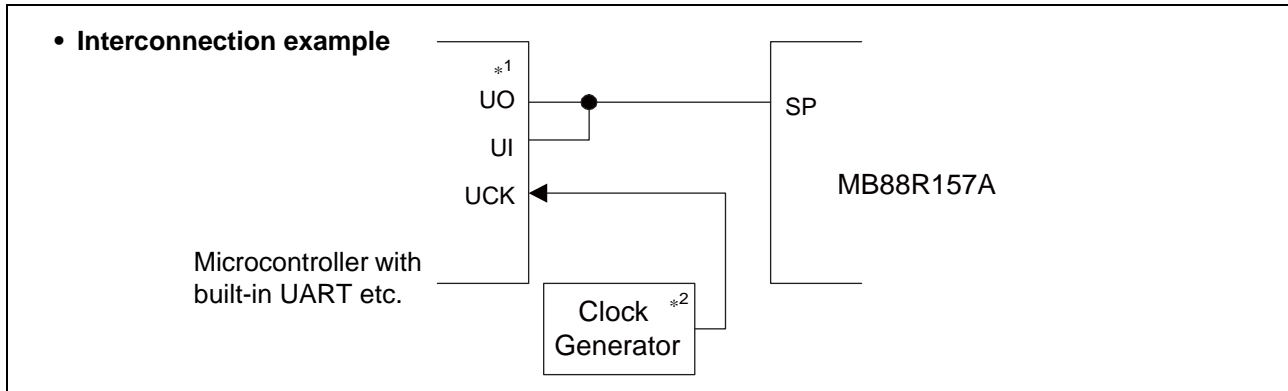 • Interconnection example
*1
UO
UI
UCK
SP
MB88R157A
Microcontroller with
built-in UART etc.
Clock *2
Generator